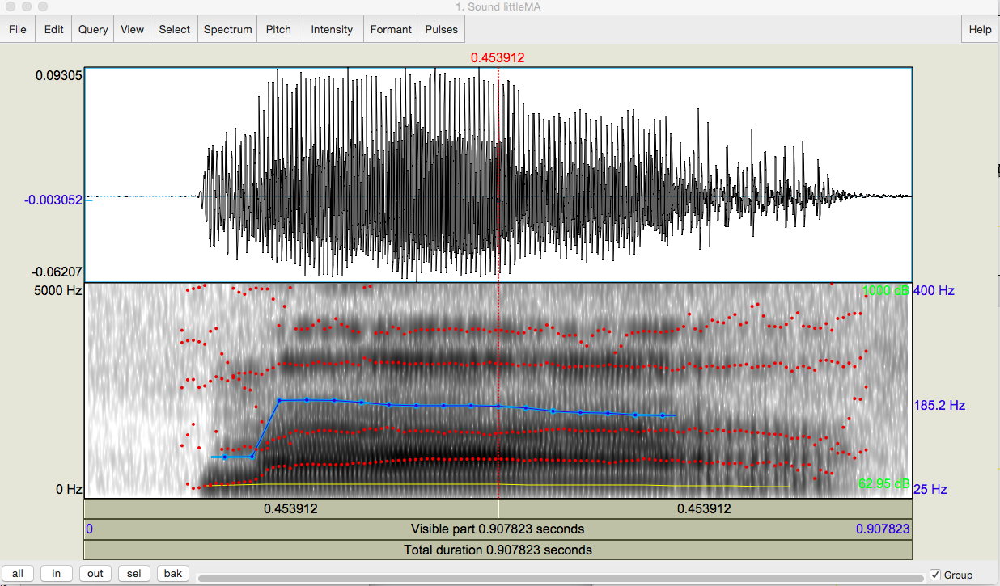 1. Sound littleMA
File Edit Query View Select Spectrum Pitch Intensity Formant Pulses Help
0.453912
0.09305
-0.003052
-0.06207
5000 Hz 1000 dB 400 Hz
185.2 Hz
0 Hz 62.95 dB 25 Hz
0.453912 0.453912
0 Visible part 0.907823 seconds 0.907823
Total duration 0.907823 seconds
all in out sel bak Group